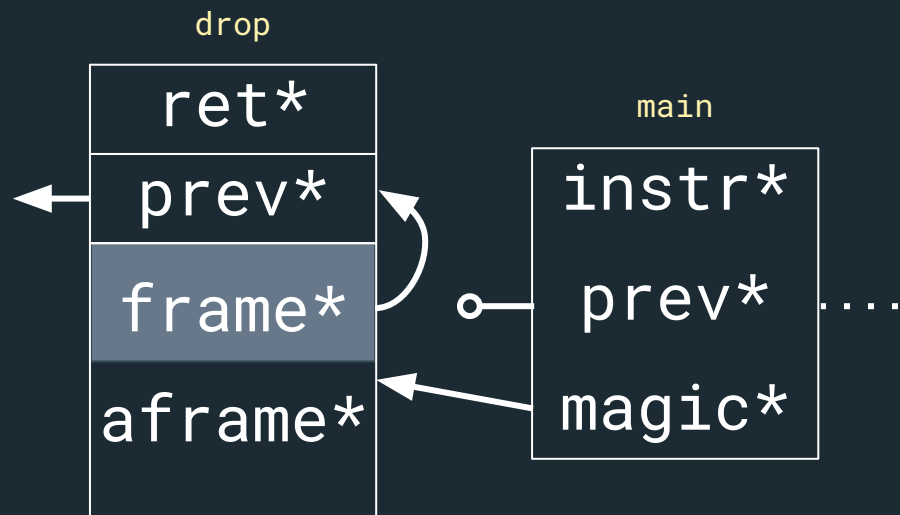 drop
ret*
prev*
frame*
aframe*
main
instr*
prev*
magic*